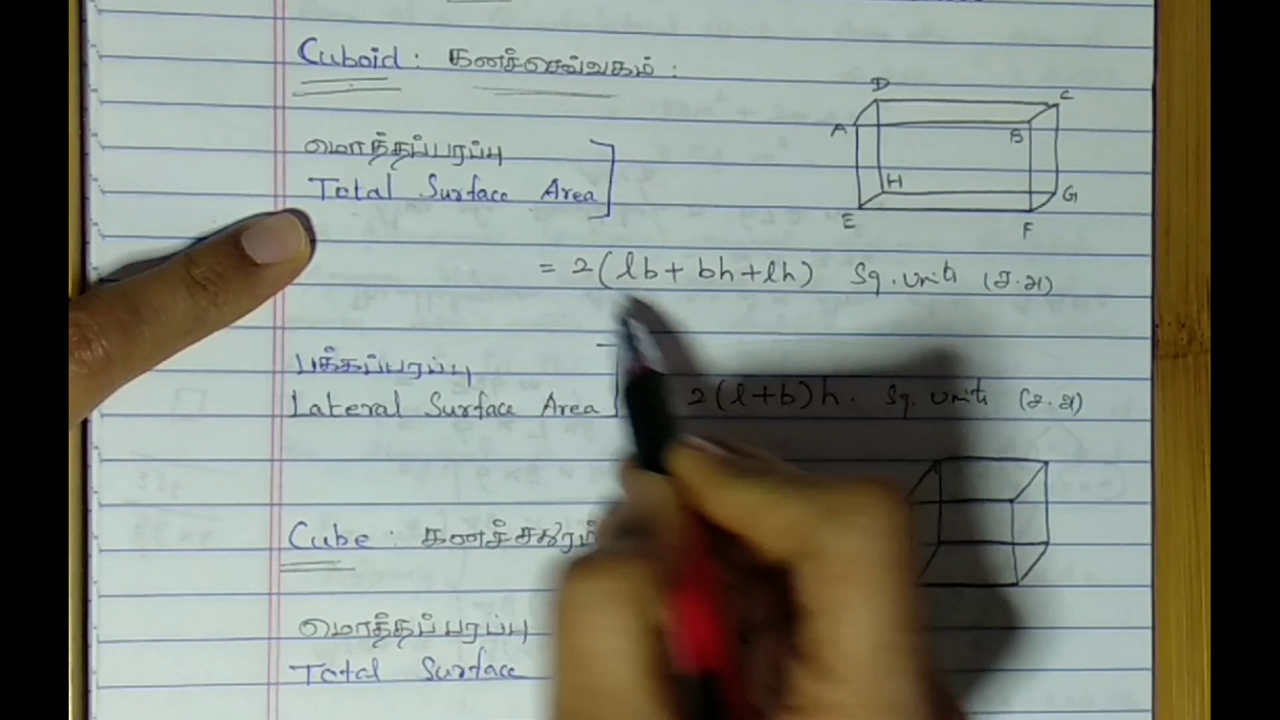 Cuboid : கனச்செவ்வகம் :
D
C
A
B
மொத்தப்பரப்பு
Total Surface Area
H
G
E
F
= 2(lb + bh + lh) Sq. units (ச.அ)
பக்கப்பரப்பு
Lateral Surface Area
2(l+b)h. Sq. units (ச.அ)
Cube : கனச்சதுரம்
மொத்தப்பரப்பு
Total Surface